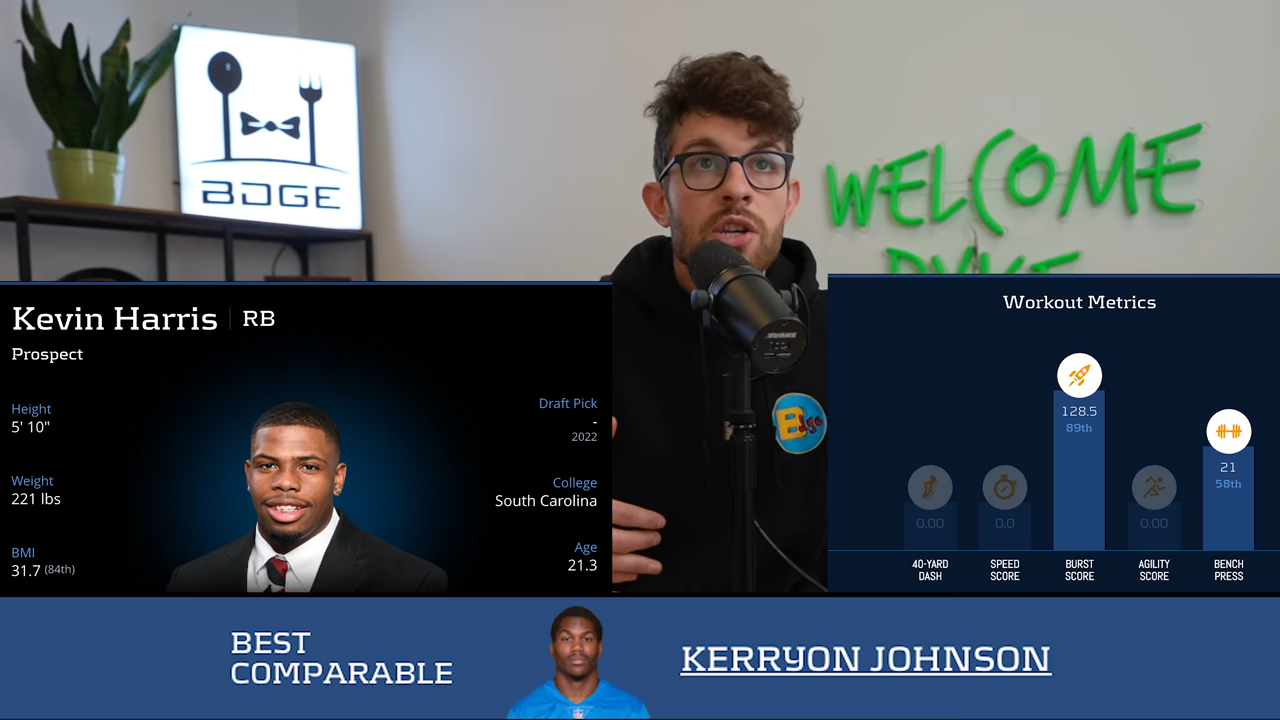 BDGE
WELCOME
Kevin Harris | RB
Prospect
Height
5' 10"
Weight
221 lbs
BMI
31.7 (84th)
Draft Pick
-
2022
College
South Carolina
Age
21.3
Workout Metrics
0.00
0.0
128.5
89th
0.00
21
58th
40-YARD DASH
SPEED SCORE
BURST SCORE
AGILITY SCORE
BENCH PRESS
BEST
COMPARABLE
KERRYON JOHNSON